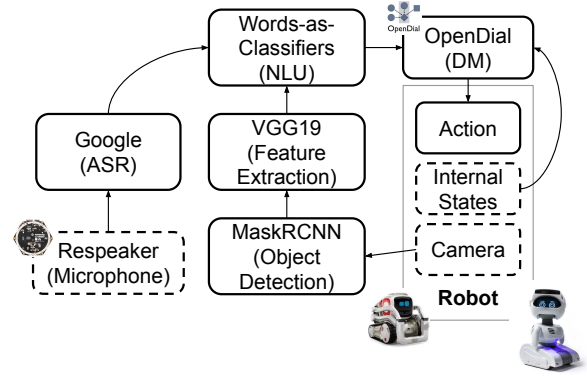 Words-as-
Classifiers
(NLU)
OpenDial
OpenDial
(DM)
Google
(ASR)
VGG19
(Feature
Extraction)
Action
Internal
States
Respeaker
(Microphone)
MaskRCNN
(Object
Detection)
Camera
Robot